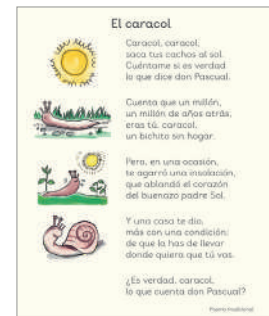 El caracol
Caracol, caracol,
saca tus cachos al sol.
Cuéntame si es verdad
lo que dice don Pascual.
Cuenta que un millón,
un millón de años atrás,
eras tú, caracol,
un bichito sin hogar.
Pero, en una ocasión,
te agarró una insolación,
que ablandó el corazón
del buenazo padre Sol.
Y una casa te dio,
más con una condición:
de que la has de llevar
donde quiera que tú vas.
¿Es verdad, caracol,
lo que cuenta don Pascual?
Poema tradicional